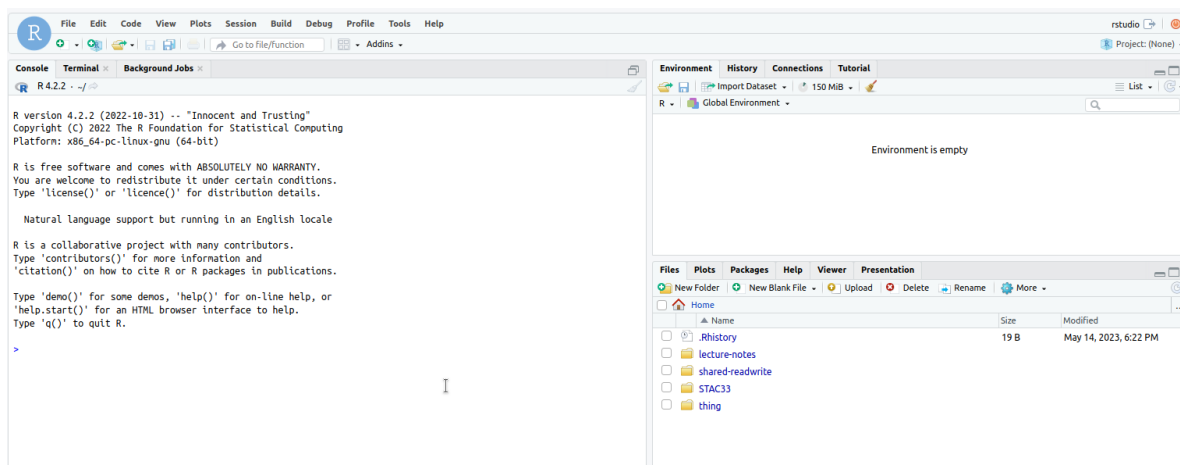 R
File Edit Code View Plots Session Build Debug Profile Tools Help
rstudio
Go to file/function
Addins
Project: (None)
Console Terminal Background Jobs
R 4.2.2 · ~/
R version 4.2.2 (2022-10-31) -- "Innocent and Trusting"
Copyright (C) 2022 The R Foundation for Statistical Computing
Platform: x86_64-pc-linux-gnu (64-bit)
R is free software and comes with ABSOLUTELY NO WARRANTY.
You are welcome to redistribute it under certain conditions.
Type 'license()' or 'licence()' for distribution details.
Natural language support but running in an English locale
R is a collaborative project with many contributors.
Type 'contributors()' for more information and
'citation()' on how to cite R or R packages in publications.
Type 'demo()' for some demos, 'help()' for on-line help, or
'help.start()' for an HTML browser interface to help.
Type 'q()' to quit R.
>
Environment History Connections Tutorial
Import Dataset 150 MiB List
R Global Environment
Environment is empty
Files Plots Packages Help Viewer Presentation
New Folder New Blank File Upload Delete Rename More
Home
Name Size Modified
.Rhistory 19 B May 14, 2023, 6:22 PM
lecture-notes
shared-readwrite
STAC33
thing